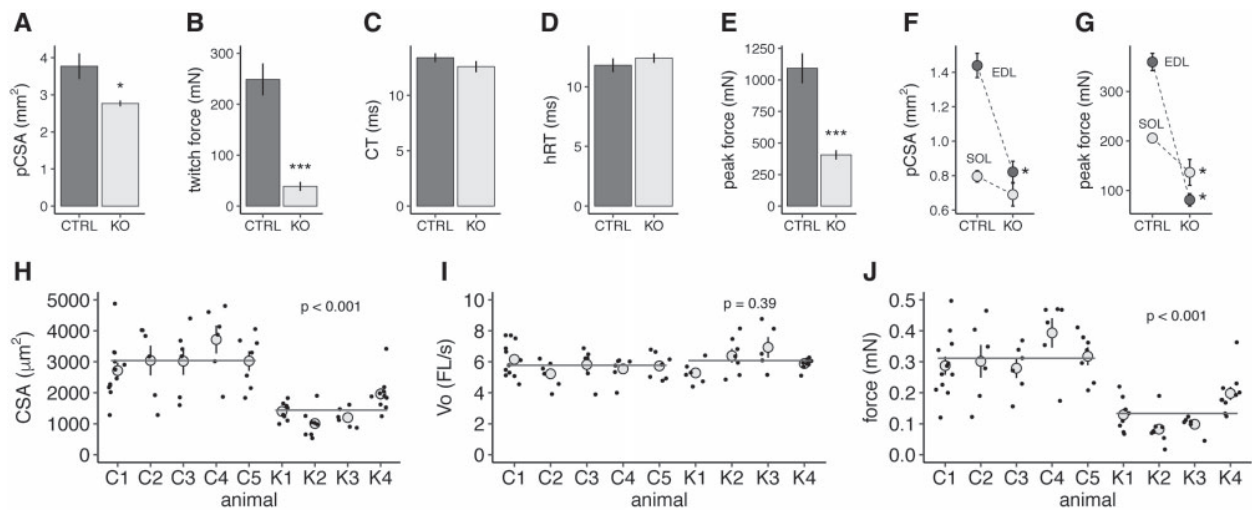 A
B
C
D
E
F
G
pCSA (mm²)
4
3
2
1
0
*
CTRL KO
twitch force (mN)
300
200
100
0
***
CTRL KO
CT (ms)
10
5
0
CTRL KO
hRT (ms)
10
5
0
CTRL KO
peak force (mN)
1250
1000
750
500
250
0
***
CTRL KO
pCSA (mm²)
1.4
1.2
1.0
0.8
0.6
EDL
SOL
*
CTRL KO
peak force (mN)
300
200
100
EDL
SOL
*
*
CTRL KO
H
CSA (μm²)
5000
4000
3000
2000
1000
0
p < 0.001
C1 C2 C3 C4 C5 K1 K2 K3 K4
animal
I
Vo (FL/s)
10
8
6
4
2
0
p = 0.39
C1 C2 C3 C4 C5 K1 K2 K3 K4
animal
J
force (mN)
0.5
0.4
0.3
0.2
0.1
0.0
p < 0.001
C1 C2 C3 C4 C5 K1 K2 K3 K4
animal